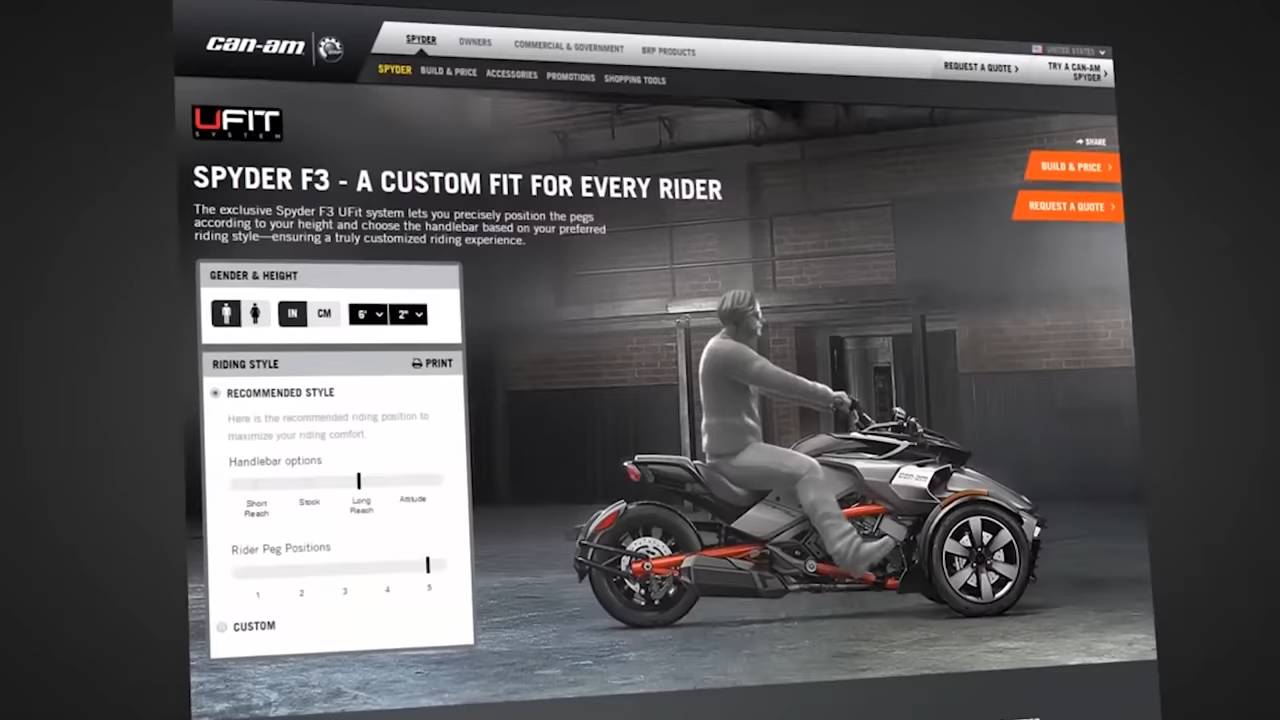 can-am
SPYDER OWNERS COMMERCIAL & GOVERNMENT BRP PRODUCTS
UNITED STATES
SPYDER BUILD & PRICE ACCESSORIES PROMOTIONS SHOPPING TOOLS
REQUEST A QUOTE
TRY A CAN-AM
SPYDER
UFIT
SYSTEM
SHARE
BUILD & PRICE
REQUEST A QUOTE
SPYDER F3 - A CUSTOM FIT FOR EVERY RIDER
The exclusive Spyder F3 UFit system lets you precisely position the pegs
according to your height and choose the handlebar based on your preferred
riding style—ensuring a truly customized riding experience.
GENDER & HEIGHT
IN CM 6' 2"
RIDING STYLE PRINT
RECOMMENDED STYLE
Here is the recommended riding position to
maximize your riding comfort.
Handlebar options
Short Stock Long Attitude
Reach Reach
Rider Peg Positions
1 2 3 4 5
CUSTOM